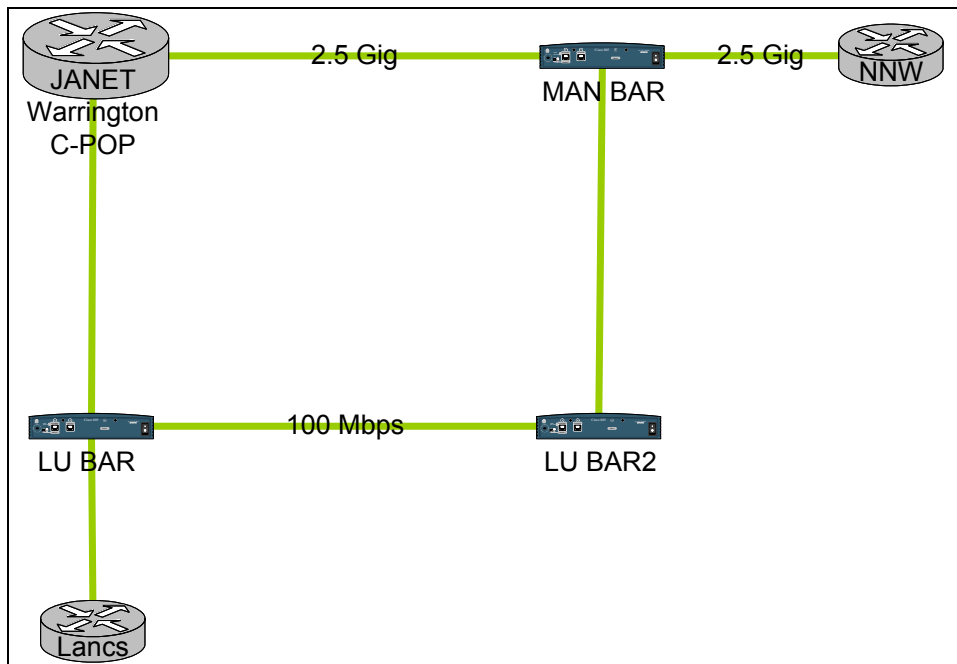 2.5 Gig
2.5 Gig
JANET
Warrington
C-POP
MAN BAR
NNW
100 Mbps
LU BAR
LU BAR2
Lancs